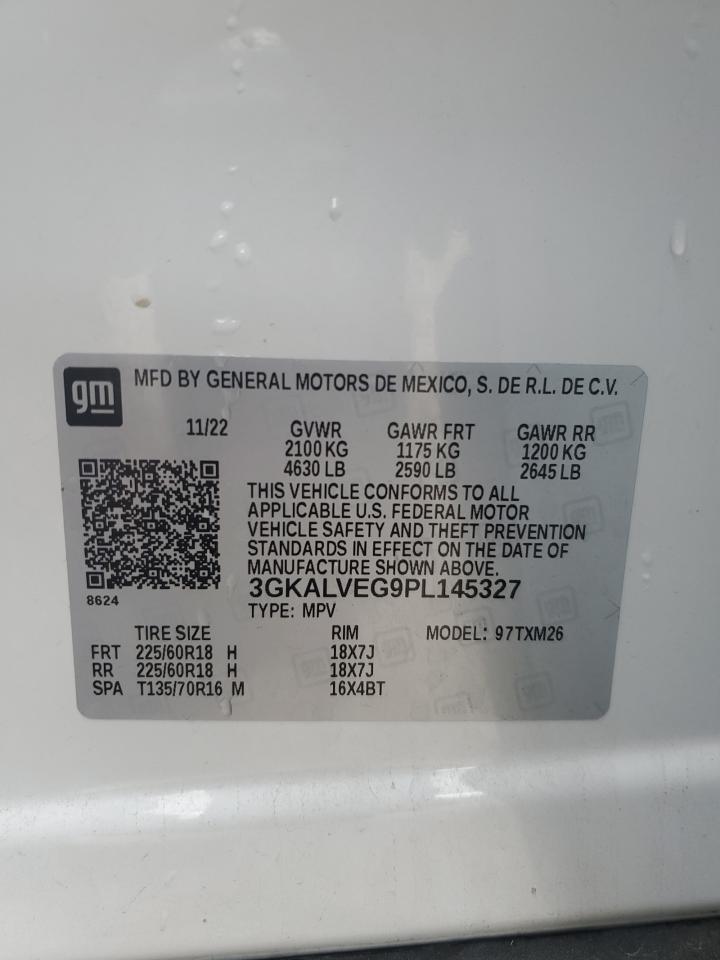 gm
MFD BY GENERAL MOTORS DE MEXICO, S. DE R.L. DE C.V.
11/22 GVWR GAWR FRT GAWR RR
2100 KG 1175 KG 1200 KG
4630 LB 2590 LB 2645 LB
THIS VEHICLE CONFORMS TO ALL
APPLICABLE U.S. FEDERAL MOTOR
VEHICLE SAFETY AND THEFT PREVENTION
STANDARDS IN EFFECT ON THE DATE OF
MANUFACTURE SHOWN ABOVE.
8624
3GKALVEG9PL145327
TYPE: MPV
TIRE SIZE RIM MODEL: 97TXM26
FRT 225/60R18 H 18X7J
RR 225/60R18 H 18X7J
SPA T135/70R16 M 16X4BT